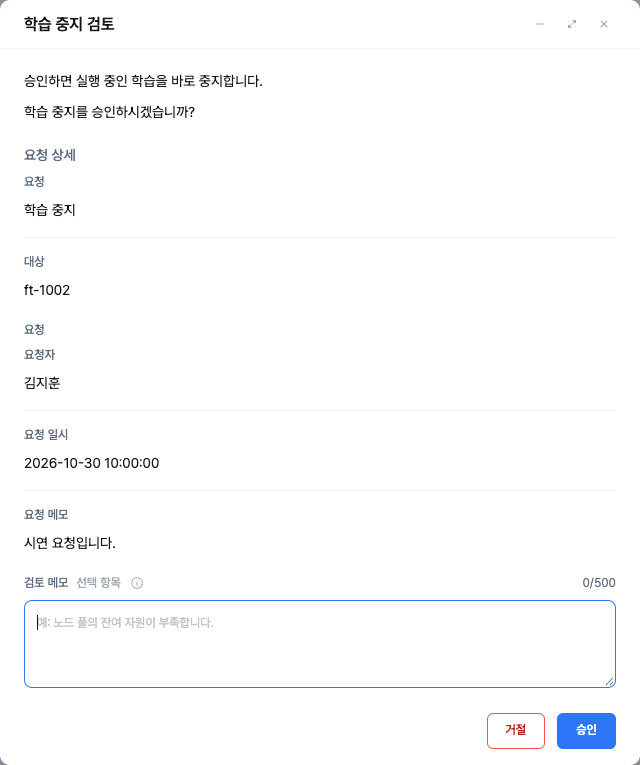 학습 중지 검토
승인하면 실행 중인 학습을 바로 중지합니다.
학습 중지를 승인하시겠습니까?
요청 상세
요청
학습 중지
대상
ft-1002
요청
요청자
김지훈
요청 일시
2026-10-30 10:00:00
요청 메모
시연 요청입니다.
검토 메모 선택 항목 0/500
예: 노드 풀의 잔여 자원이 부족합니다.
거절 승인